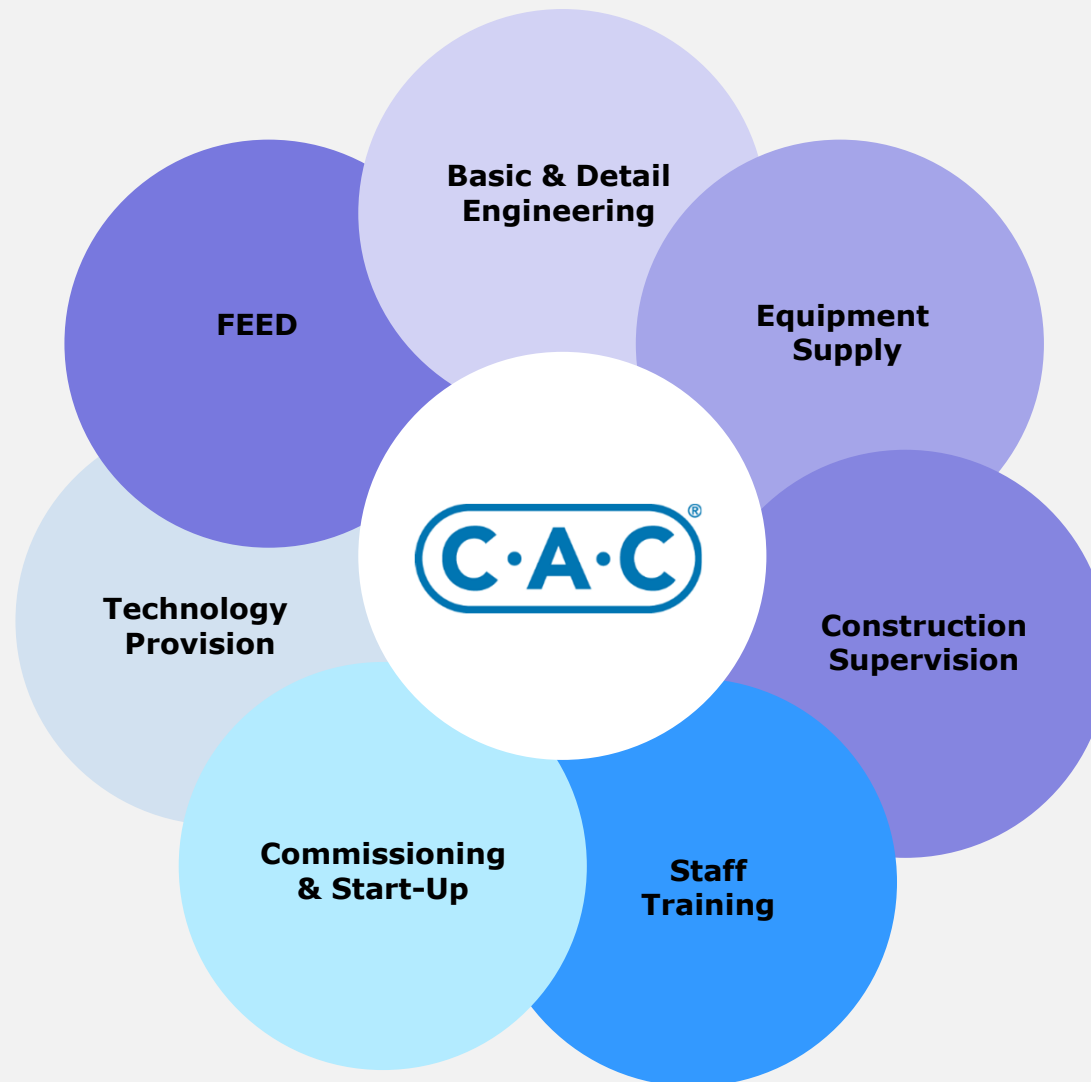 Basic & Detail
Engineering
FEED
Equipment
Supply
C·A·C®
Technology
Provision
Construction
Supervision
Commissioning
& Start-Up
Staff
Training